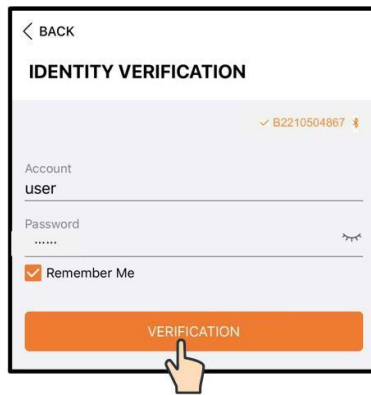 BACK
IDENTITY VERIFICATION
B2210504867
Account
user
Password
......
Remember Me
VERIFICATION